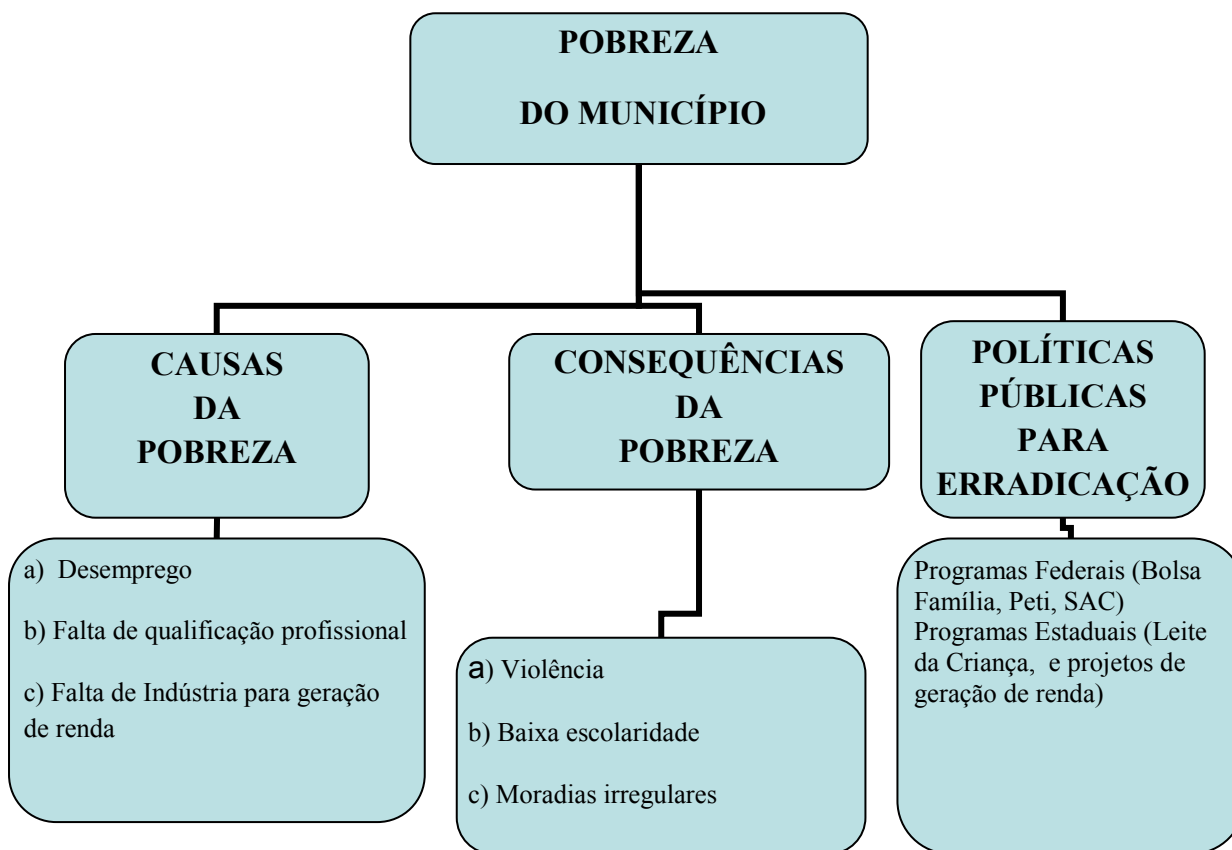 POBREZA
DO MUNICÍPIO
CAUSAS
DA
POBREZA
CONSEQUÊNCIAS
DA
POBREZA
POLÍTICAS
PÚBLICAS
PARA
ERRADICAÇÃO
a) Desemprego
b) Falta de qualificação profissional
c) Falta de Indústria para geração
de renda
a) Violência
b) Baixa escolaridade
c) Moradias irregulares
Programas Federais (Bolsa
Família, Peti, SAC)
Programas Estaduais (Leite
da Criança, e projetos de
geração de renda)